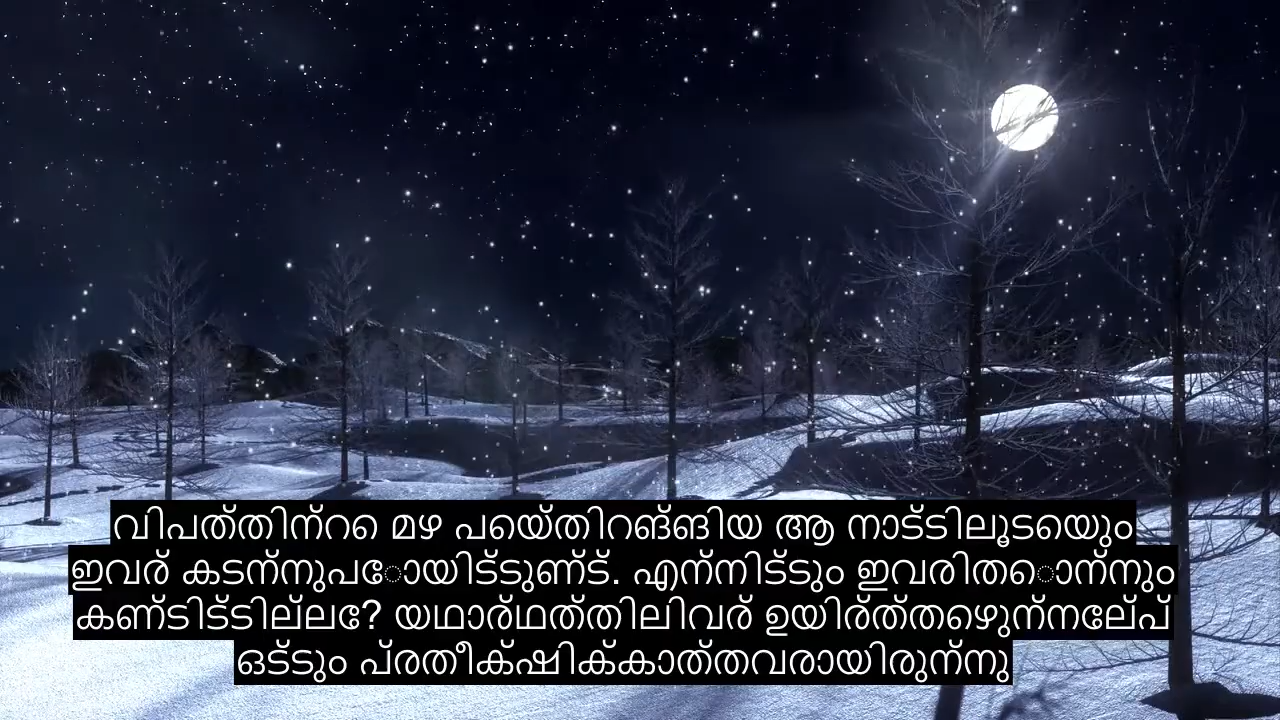 വിപത്തിന്റെ മഴ പെയ്തിറങ്ങിയ ആ നാട്ടിലൂടെയും
ഇവര് കടന്നുപോയിട്ടുണ്ട്. എന്നിട്ടും ഇവരിതൊന്നും
കണ്ടിട്ടില്ലേ? യഥാര്ഥത്തിലിവര് ഉയിര്ത്തെഴുന്നേല്പ്
ഒട്ടും പ്രതീക്ഷിക്കാത്തവരായിരുന്നു